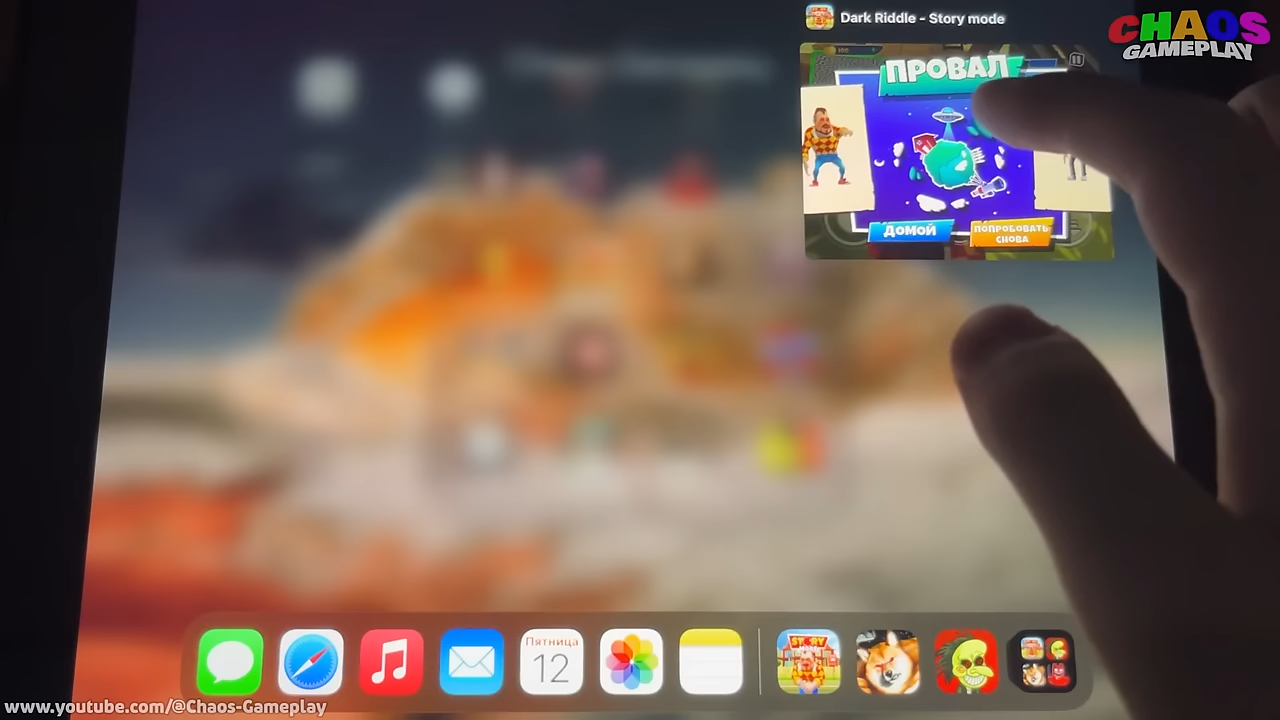 Dark Riddle - Story mode
CHAOS
GAMEPLAY
ПРОВАЛ
ДОМОЙ
ПОПРОБОВАТЬ
СНОВА
Пятница
12
STORY
www.youtube.com/@Chaos-Gameplay